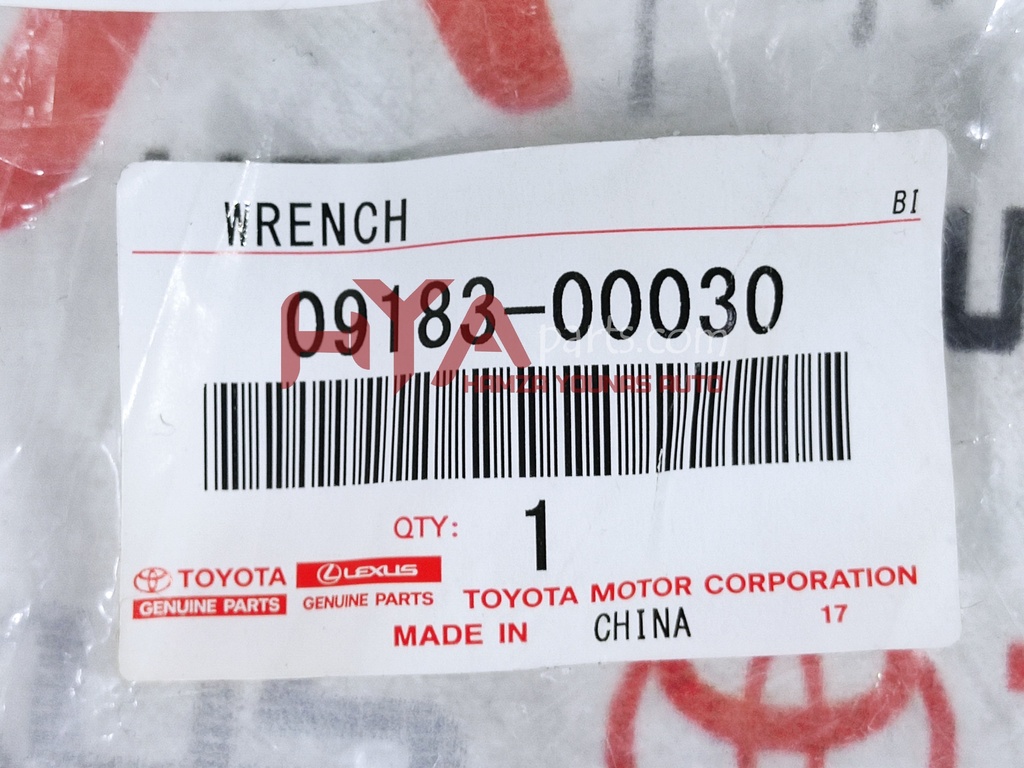 WRENCH
BI
09183-00030
HYA parts.com
HAMZA YOUNAS AUTO
QTY: 1
TOYOTA LEXUS
GENUINE PARTS GENUINE PARTS
TOYOTA MOTOR CORPORATION
MADE IN CHINA 17